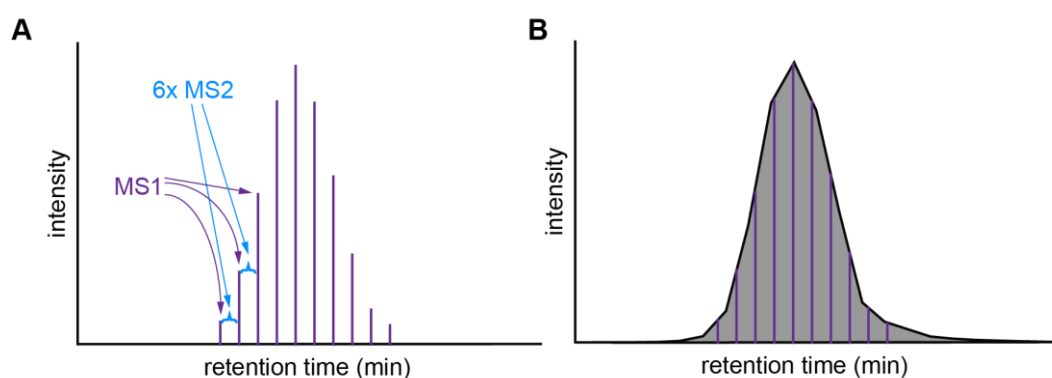 A
6x MS2
MS1
intensity
retention time (min)
B
intensity
retention time (min)